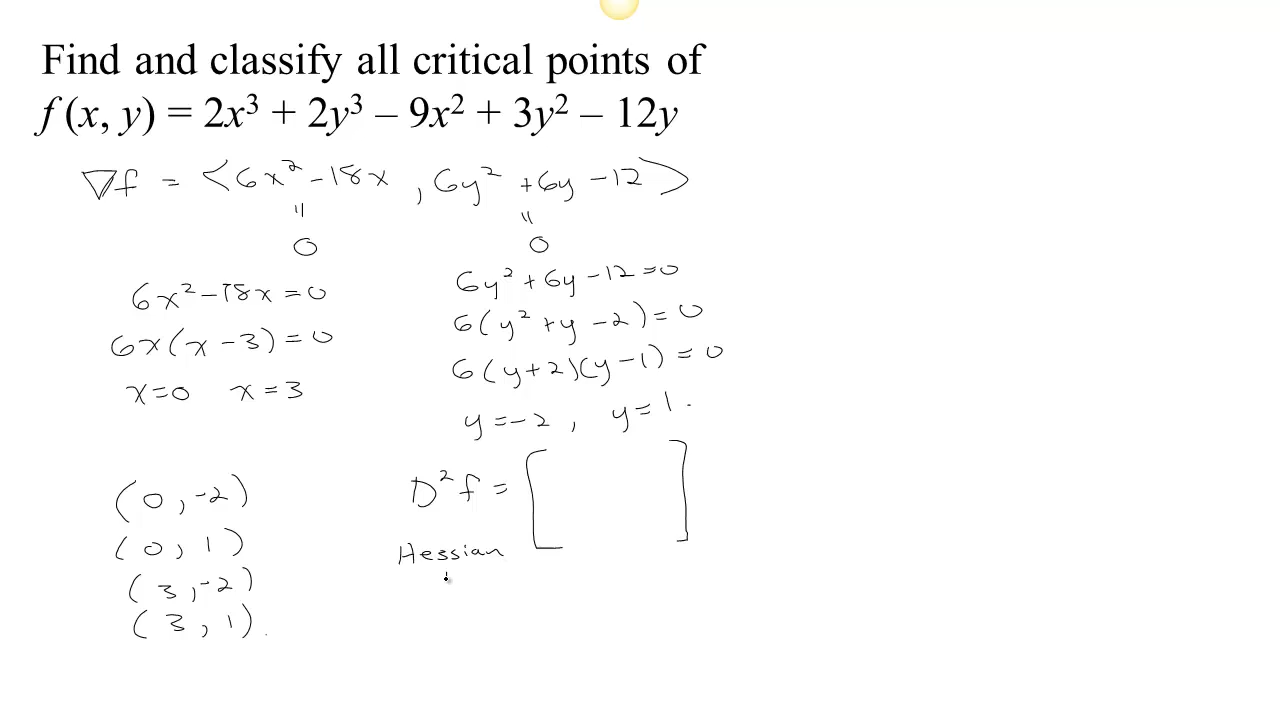 Find and classify all critical points of
f (x, y) = 2x³ + 2y³ – 9x² + 3y² – 12y
∇f = <6x² -18x , 6y² +6y -12>
=
0
=
0
6x² -18x = 0
6x(x - 3) = 0
x=0 x = 3
6y² + 6y -12 = 0
6(y² +y -2) = 0
6(y+2)(y-1) = 0
y = -2 , y = 1.
(0, -2)
(0, 1)
(3, -2)
(3, 1).
D²f = [ ]
Hessian